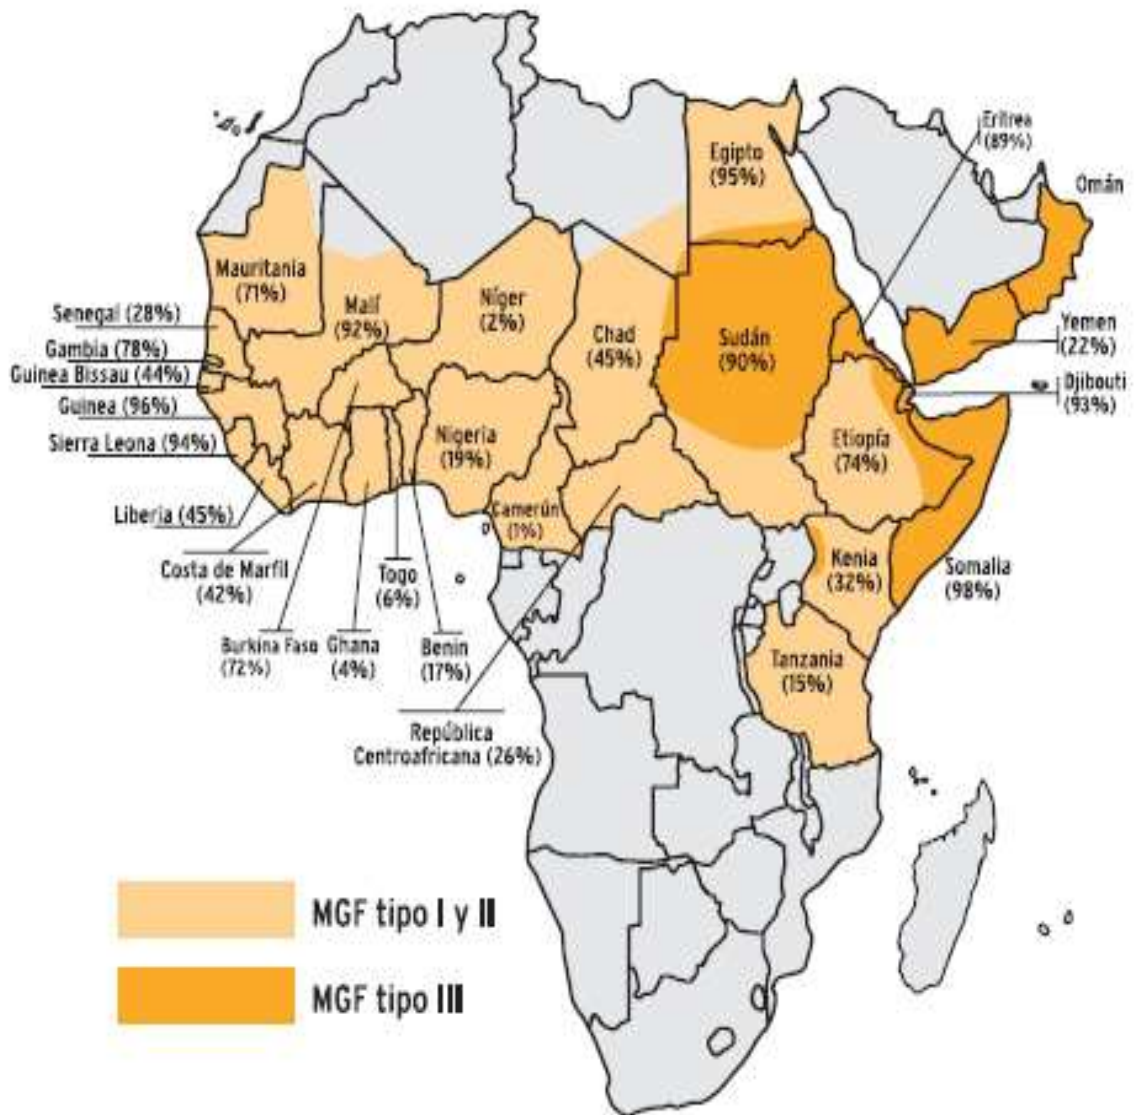 Eritrea
(89%)
Egipto
(95%)
Omán
Mauritania
(71%)
Malí
(92%)
Níger
(2%)
Chad
(45%)
Sudán
(90%)
Yemen
(22%)
Djibouti
(93%)
Senegal (28%)
Gambia (78%)
Guinea Bissau (44%)
Guinea (96%)
Sierra Leona (94%)
Liberia (45%)
Nigeria
(19%)
Etiopía
(74%)
Camerún
(1%)
Costa de Marfil
(42%)
Togo
(6%)
Kenia
(32%)
Somalia
(98%)
Burkina Faso
(72%)
Ghana
(4%)
Benin
(17%)
Tanzania
(15%)
República
Centroafricana (26%)
MGF tipo I y II
MGF tipo III